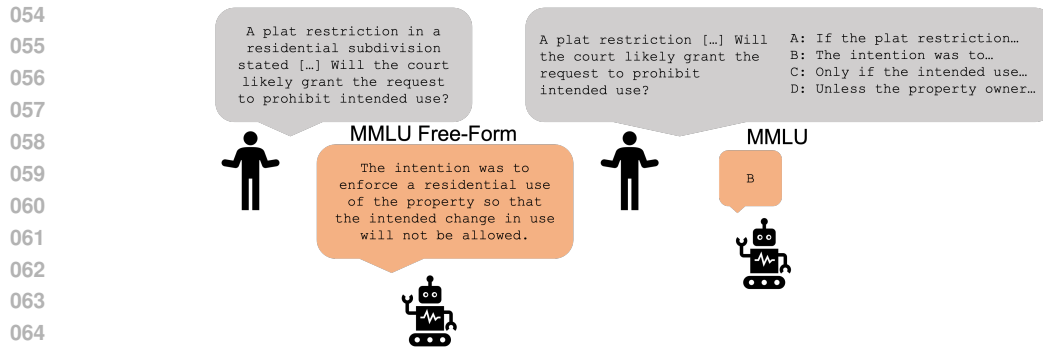 054
055
056
057
058
059
060
061
062
063
064
A plat restriction in a
residential subdivision
stated […] Will the court
likely grant the request
to prohibit intended use?
MMLU Free-Form
The intention was to
enforce a residential use
of the property so that
the intended change in use
will not be allowed.
A plat restriction […] Will
the court likely grant the
request to prohibit
intended use?
A: If the plat restriction…
B: The intention was to…
C: Only if the intended use…
D: Unless the property owner…
MMLU
B